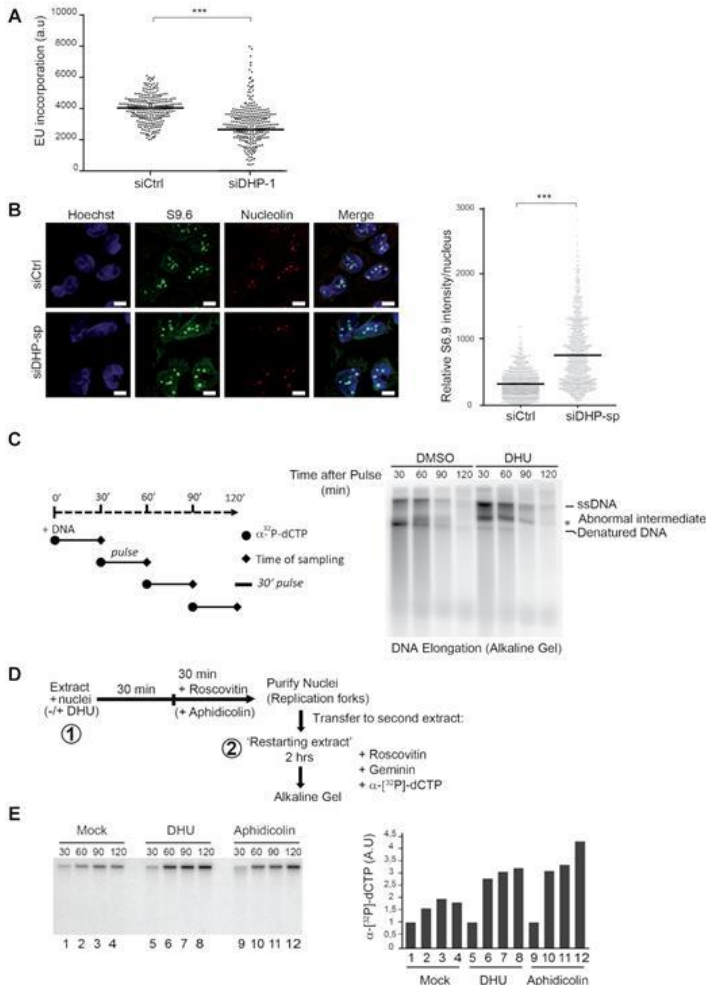 A
***
10000
8000
6000
4000
2000
0
EU inccorporation (a.u)
siCtrl
siDHP-1
B
Hoechst
S9.6
Nucleolin
Merge
siCtrl
siDHP-sp
***
3000
2000
1000
0
Relative S6.9 intensity/nucleus
siCtrl
siDHP-sp
C
0'
30'
60'
90'
120'
+ DNA
pulse
α-³²P-dCTP
Time of sampling
30' pulse
DMSO
DHU
Time after Pulse
(min)
30 60 90 120 30 60 90 120
ssDNA
* Abnormal intermediate
Denatured DNA
DNA Elongation (Alkaline Gel)
D
Extract
+nuclei
(-/+ DHU)
①
30 min
30 min
+ Roscovitin
(+ Aphidicolin)
Purify Nuclei
(Replication forks)
Transfer to second extract:
② 'Restarting extract'
2 hrs
+ Roscovitin
+ Geminin
+ α-[³²P]-dCTP
Alkaline Gel
E
Mock
DHU
Aphidicolin
30 60 90 120 30 60 90 120 30 60 90 120
1 2 3 4 5 6 7 8 9 10 11 12
α-[³²P]-dCTP (A.U)
4,5
4
3,5
3
2,5
2
1,5
1
0,5
0
1 2 3 4 5 6 7 8 9 10 11 12
Mock
DHU
Aphidicolin